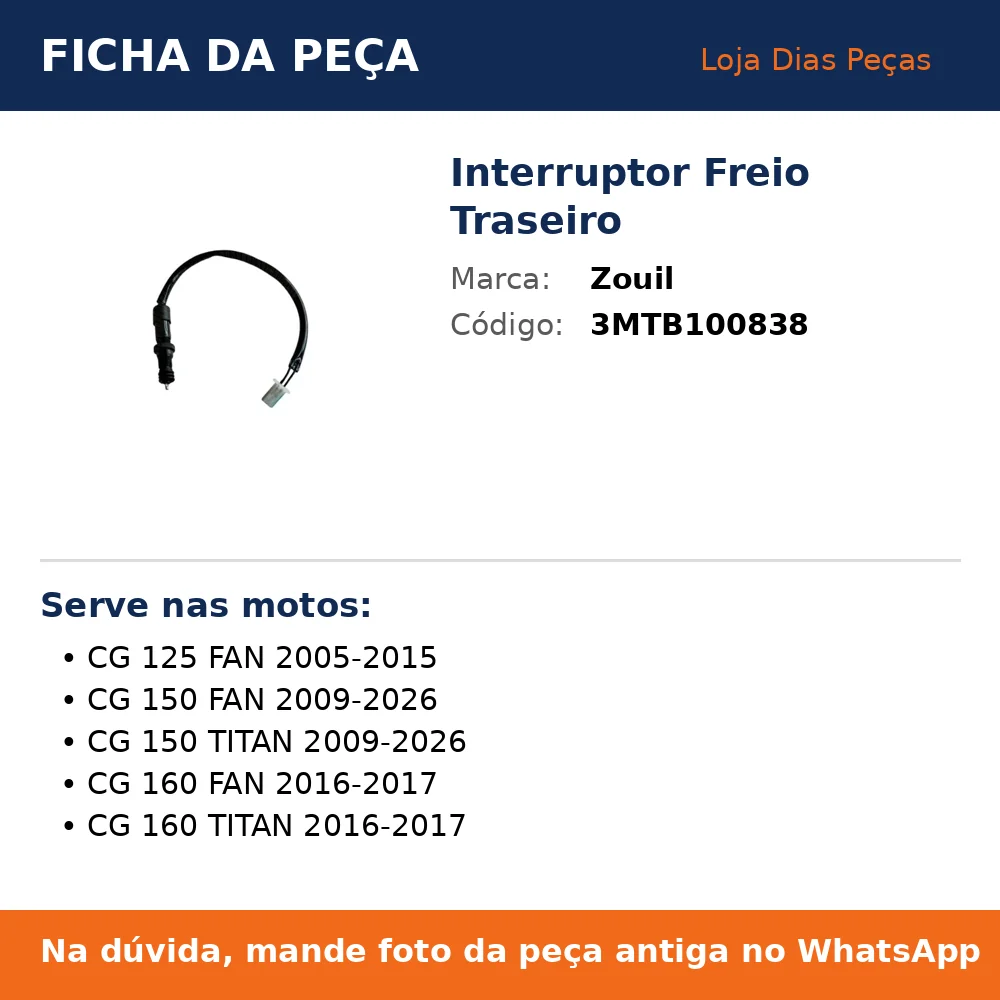 FICHA DA PEÇA
Loja Dias Peças
Interruptor Freio
Traseiro
Marca: Zouil
Código: 3MTB100838
Serve nas motos:
• CG 125 FAN 2005-2015
• CG 150 FAN 2009-2026
• CG 150 TITAN 2009-2026
• CG 160 FAN 2016-2017
• CG 160 TITAN 2016-2017
Na dúvida, mande foto da peça antiga no WhatsApp